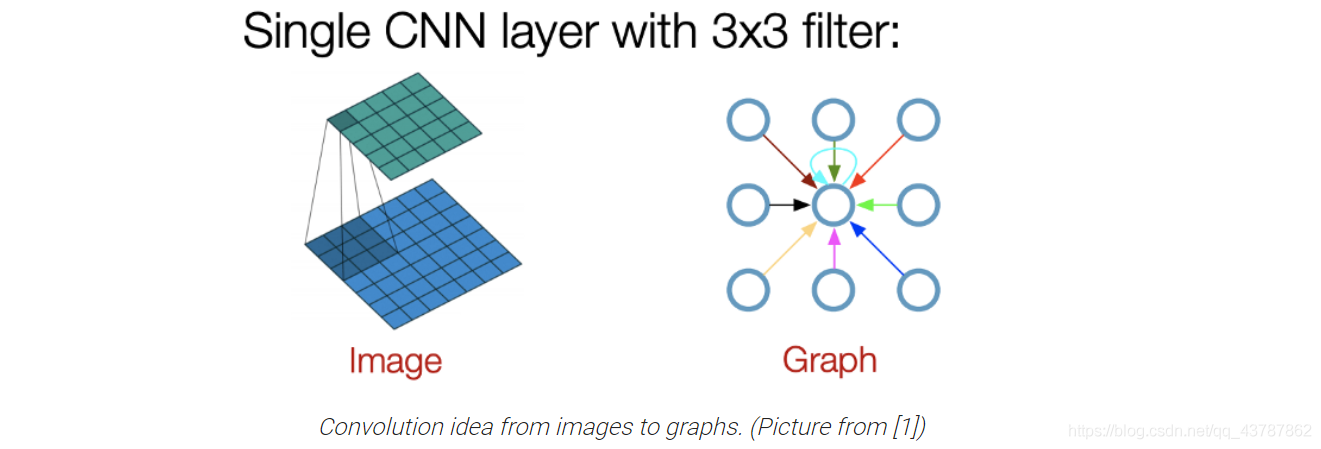 Single CNN layer with 3x3 filter:
Image
Graph
Convolution idea from images to graphs. (Picture from [1])
https://blog.csdn.net/qq_43787862